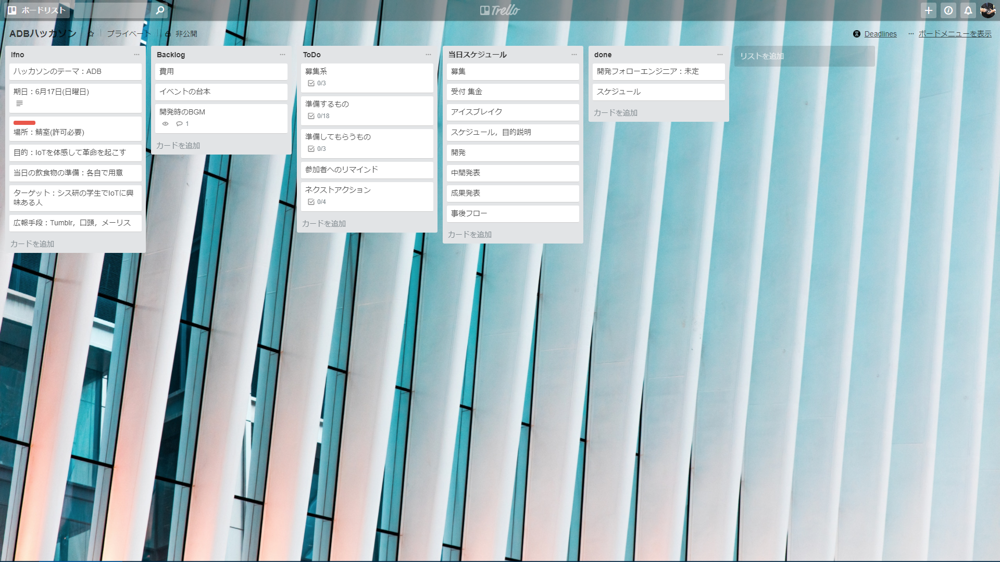 ボードリスト
Trello
ADBハッカソン
プライベート
非公開
Deadlines
ボードメニューを表示
Ifno
ハッカソンのテーマ：ADB
期日：6月17日(日曜日)
場所：鯖室(許可必要)
目的：IoTを体感して革命を起こす
当日の飲食物の準備：各自で用意
ターゲット：シス研の学生でIoTに興
味ある人
広報手段：Tumblr，口頭，メーリス
カードを追加
Backlog
費用
イベントの台本
開発時のBGM
1
カードを追加
ToDo
募集系
0/3
準備するもの
0/18
準備してもらうもの
0/3
参加者へのリマインド
ネクストアクション
0/4
カードを追加
当日スケジュール
募集
受付 集金
アイスブレイク
スケジュール，目的説明
開発
中間発表
成果発表
事後フロー
カードを追加
done
開発フォローエンジニア：未定
スケジュール
カードを追加
リストを追加